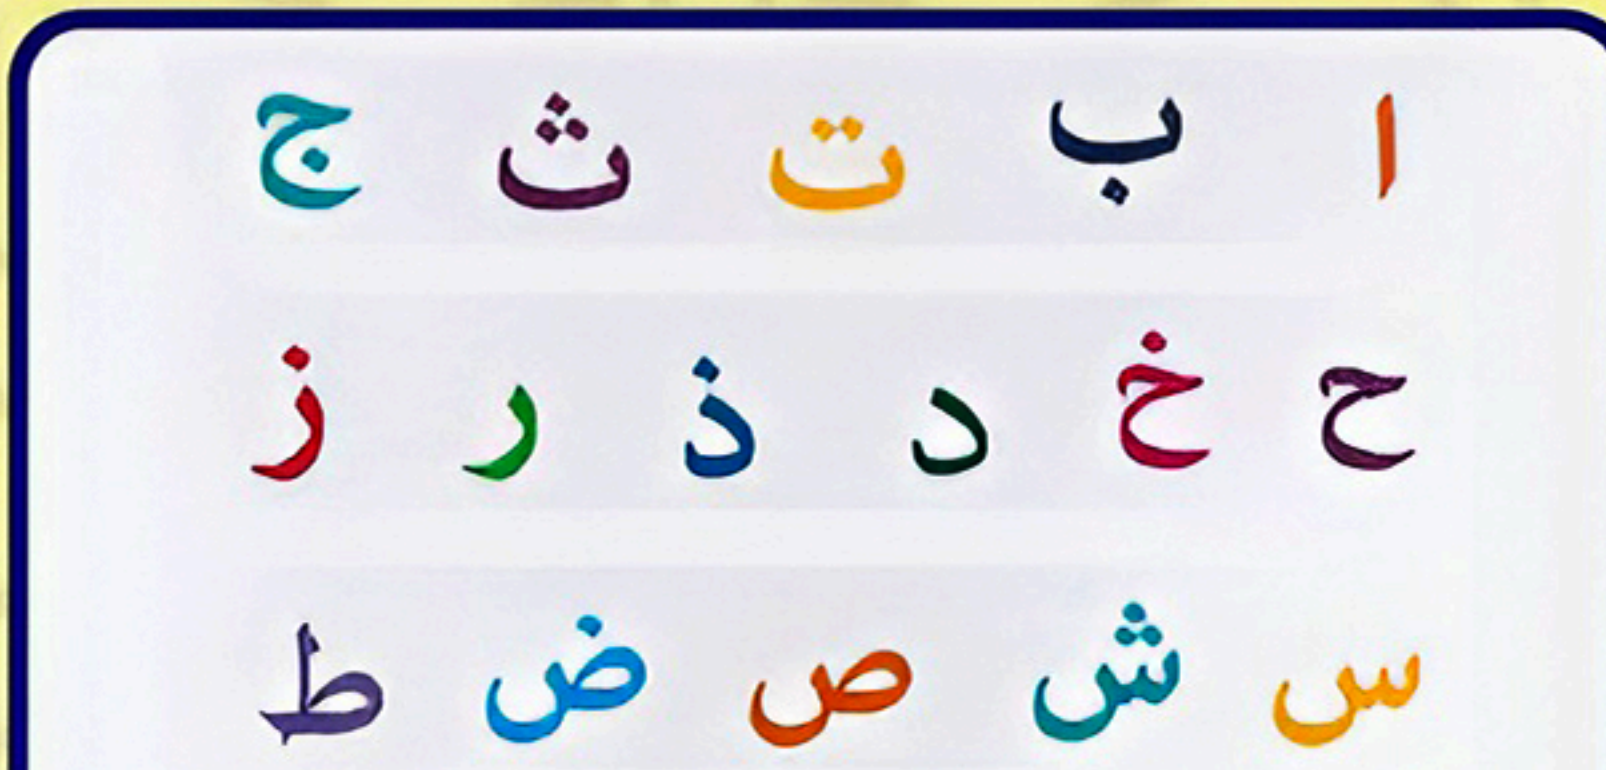 ا ب ت ث ج
ح خ د ذ ر ز
س ش ص ض ط